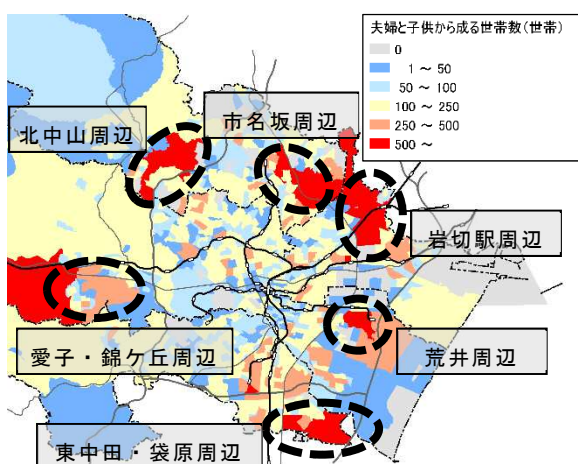 夫婦と子供から成る世帯数(世帯)
0
1 ～ 50
50 ～ 100
100 ～ 250
250 ～ 500
500 ～
北中山周辺
市名坂周辺
岩切駅周辺
愛子・錦ケ丘周辺
荒井周辺
東中田・袋原周辺